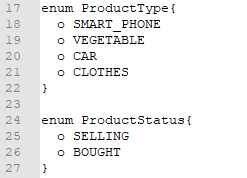 17 enum ProductType{
18 o SMART_PHONE
19 o VEGETABLE
20 o CAR
21 o CLOTHES
22 }
23
24 enum ProductStatus{
25 o SELLING
26 o BOUGHT
27 }